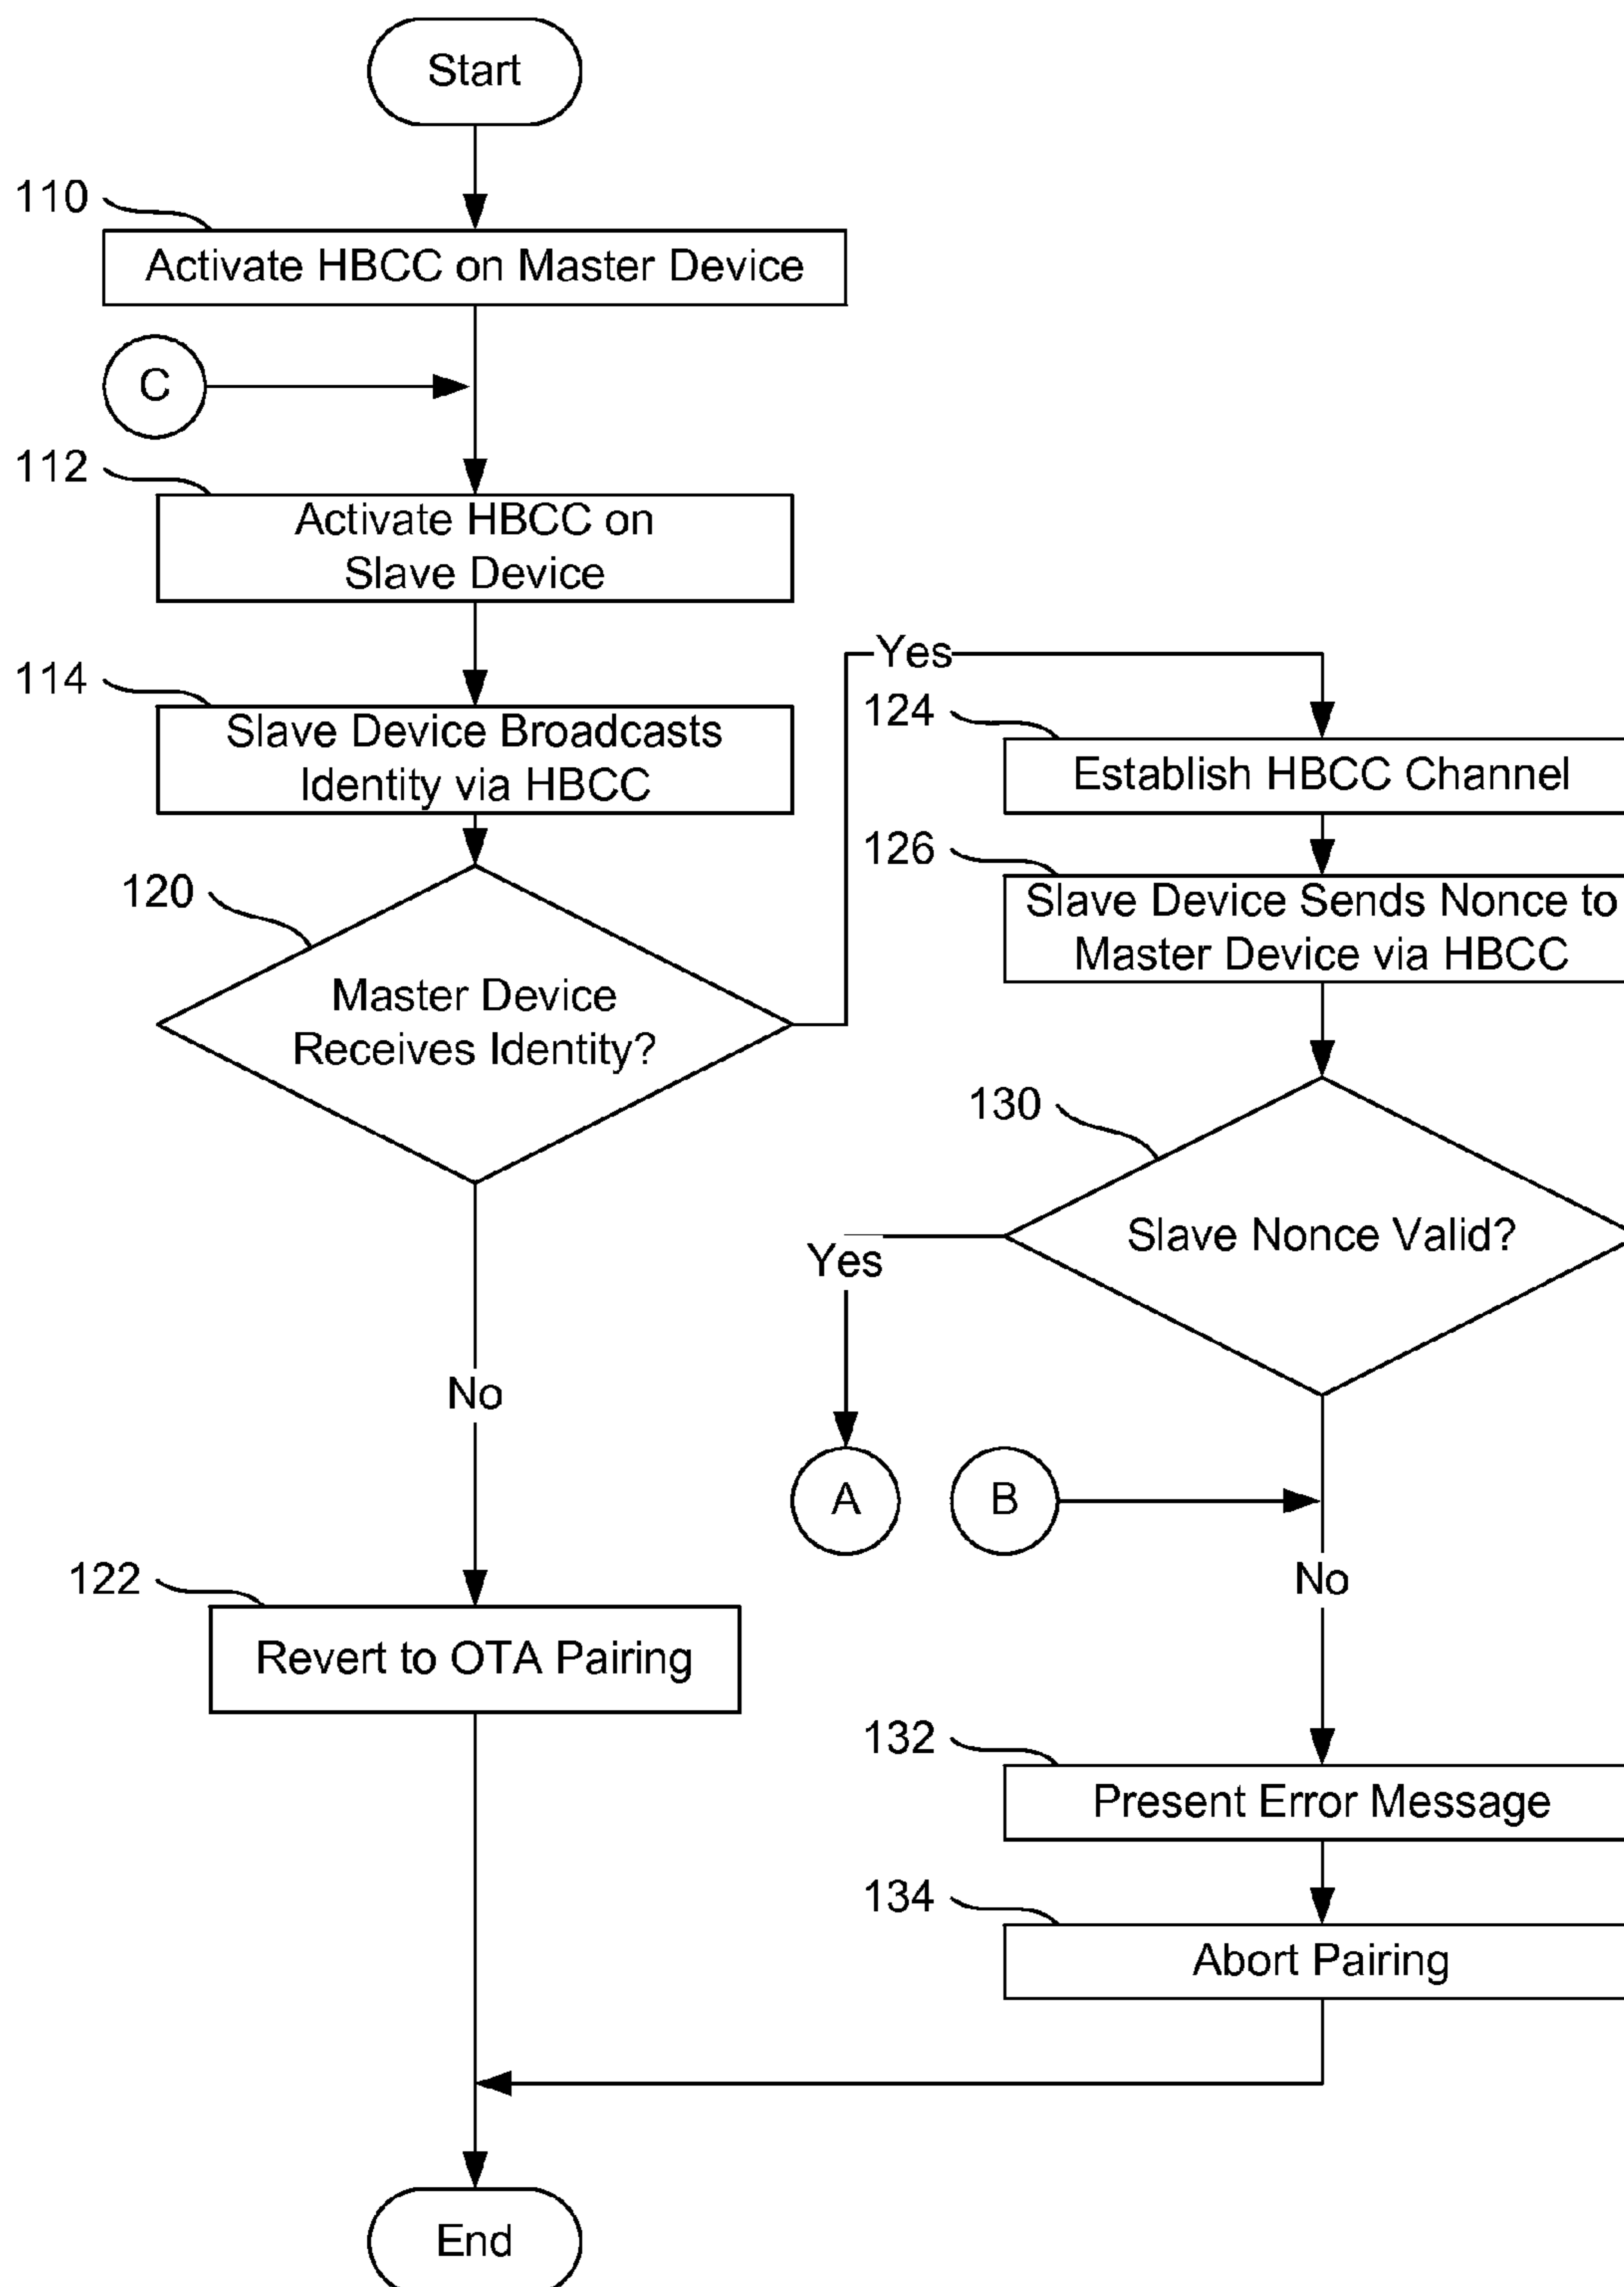 Start
110
Activate HBCC on Master Device
C
112
Activate HBCC on
Slave Device
114
Slave Device Broadcasts
Identity via HBCC
120
Master Device
Receives Identity?
Yes
124
Establish HBCC Channel
126
Slave Device Sends Nonce to
Master Device via HBCC
130
Slave Nonce Valid?
Yes
A
B
No
No
122
Revert to OTA Pairing
132
Present Error Message
134
Abort Pairing
End